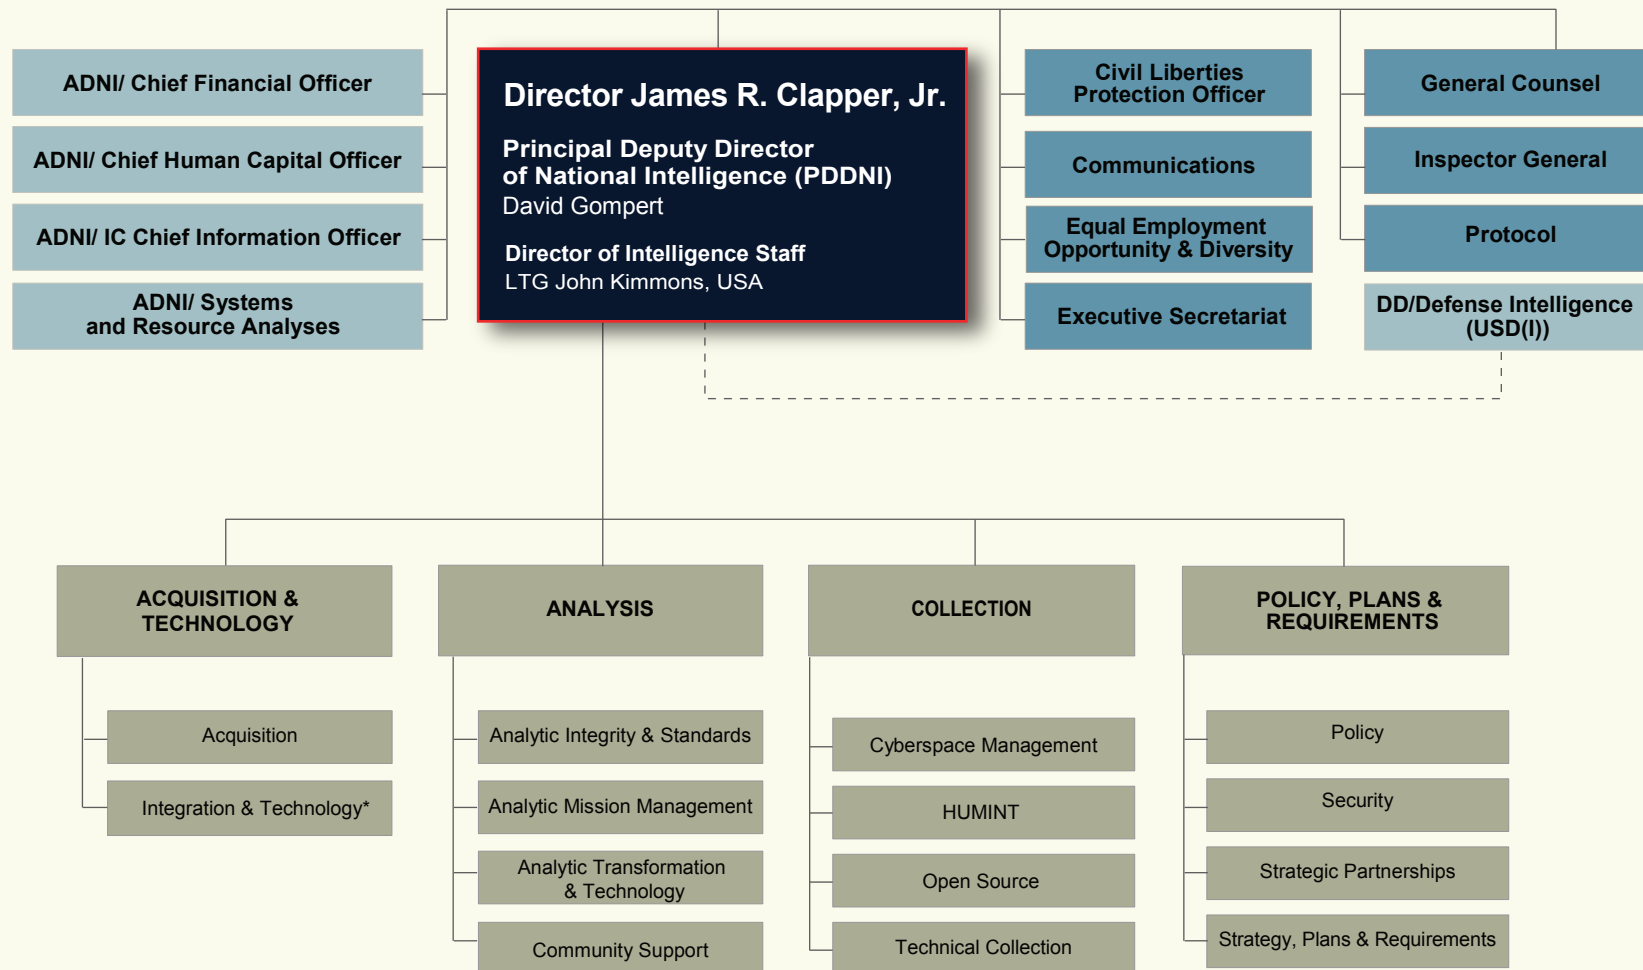 ADNI/ Chief Financial Officer
ADNI/ Chief Human Capital Officer
ADNI/ IC Chief Information Officer
ADNI/ Systems
and Resource Analyses
Director James R. Clapper, Jr.
Principal Deputy Director
of National Intelligence (PDDNI)
David Gompert
Director of Intelligence Staff
LTG John Kimmons, USA
Civil Liberties
Protection Officer
Communications
Equal Employment
Opportunity & Diversity
Executive Secretariat
General Counsel
Inspector General
Protocol
DD/Defense Intelligence
(USD(I))
ACQUISITION &
TECHNOLOGY
Acquisition
Integration & Technology*
ANALYSIS
Analytic Integrity & Standards
Analytic Mission Management
Analytic Transformation
& Technology
Community Support
COLLECTION
Cyberspace Management
HUMINT
Open Source
Technical Collection
POLICY, PLANS &
REQUIREMENTS
Policy
Security
Strategic Partnerships
Strategy, Plans & Requirements